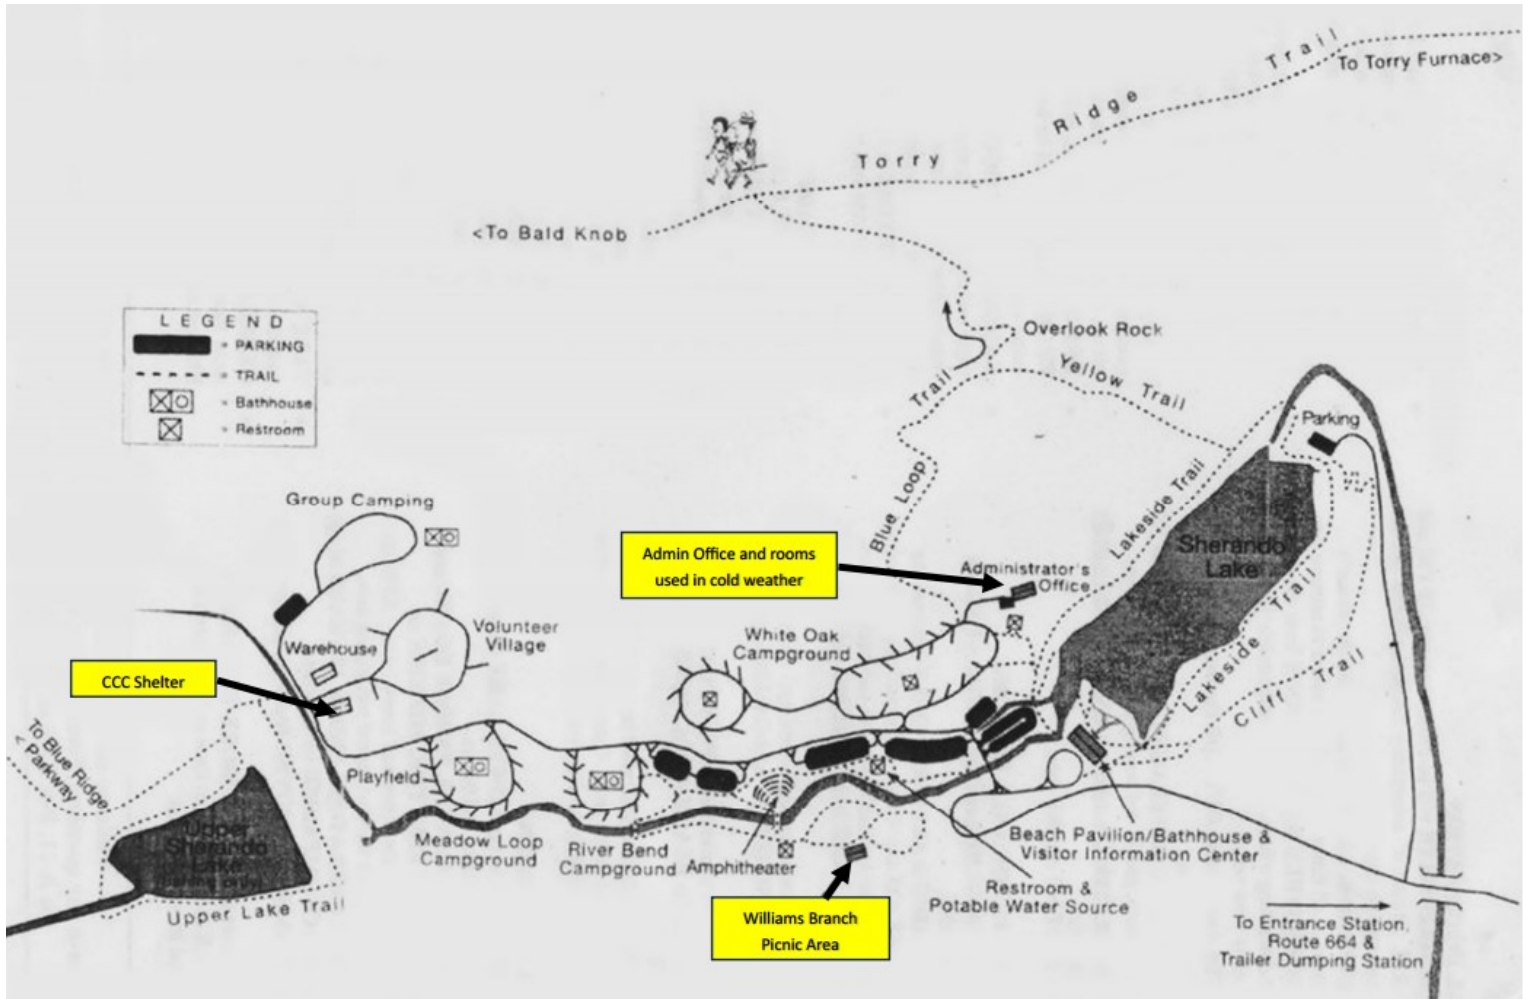 Torry Ridge Trail
To Torry Furnace>
<To Bald Knob
LEGEND
= PARKING
= TRAIL
= Bathhouse
= Restroom
Overlook Rock
Yellow Trail
Blue Loop Trail
Parking
Lakeside Trail
Sherando
Lake
Lakeside Trail
Cliff Trail
Group Camping
Admin Office and rooms
used in cold weather
Administrator's
Office
Volunteer
Village
Warehouse
White Oak
Campground
CCC Shelter
To Blue Ridge
< Parkway
Playfield
Upper
Sherando
Lake
Meadow Loop
Campground
River Bend
Campground
Amphitheater
Beach Pavilion/Bathhouse &
Visitor Information Center
Restroom &
Potable Water Source
Upper Lake Trail
Williams Branch
Picnic Area
To Entrance Station,
Route 664 &
Trailer Dumping Station